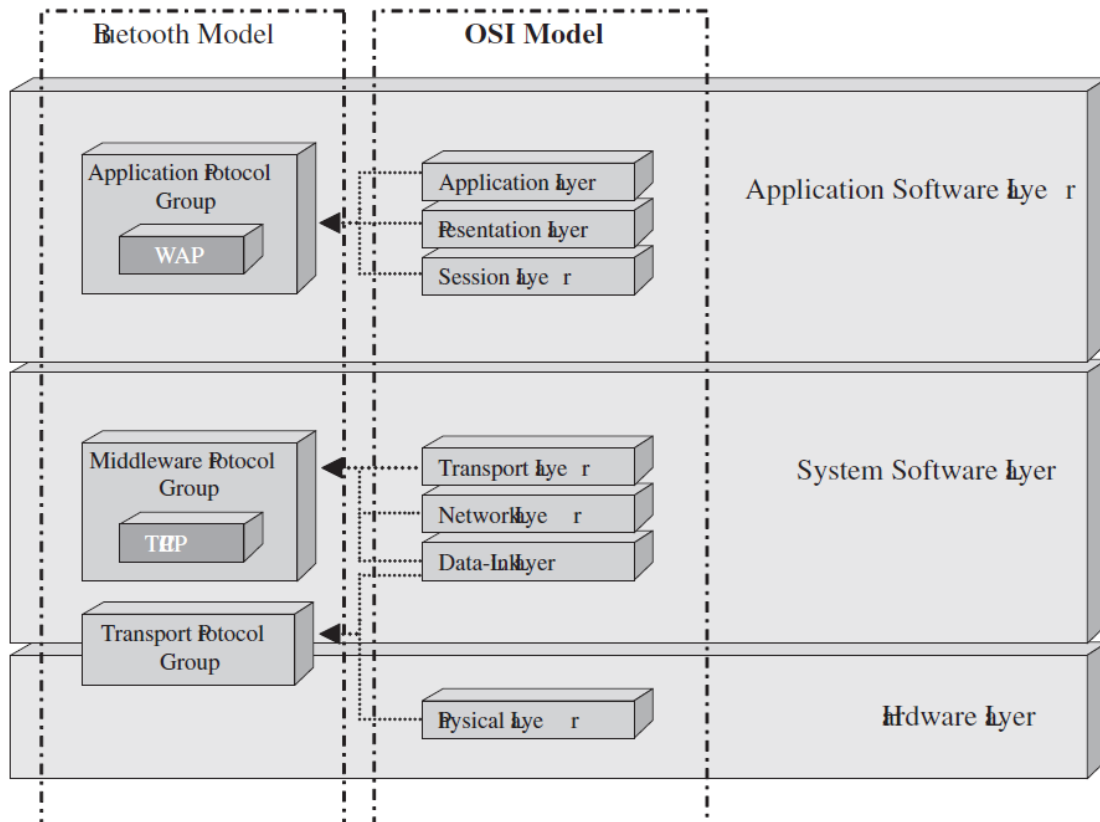 Bluetooth Model
OSI Model
Application Protocol
Group
WAP
Application Layer
Presentation Layer
Session Layer
Application Software Layer
Middleware Protocol
Group
TCP/IP
Transport Layer
Network Layer
Data-Link Layer
System Software Layer
Transport Protocol
Group
Physical Layer
Hardware Layer